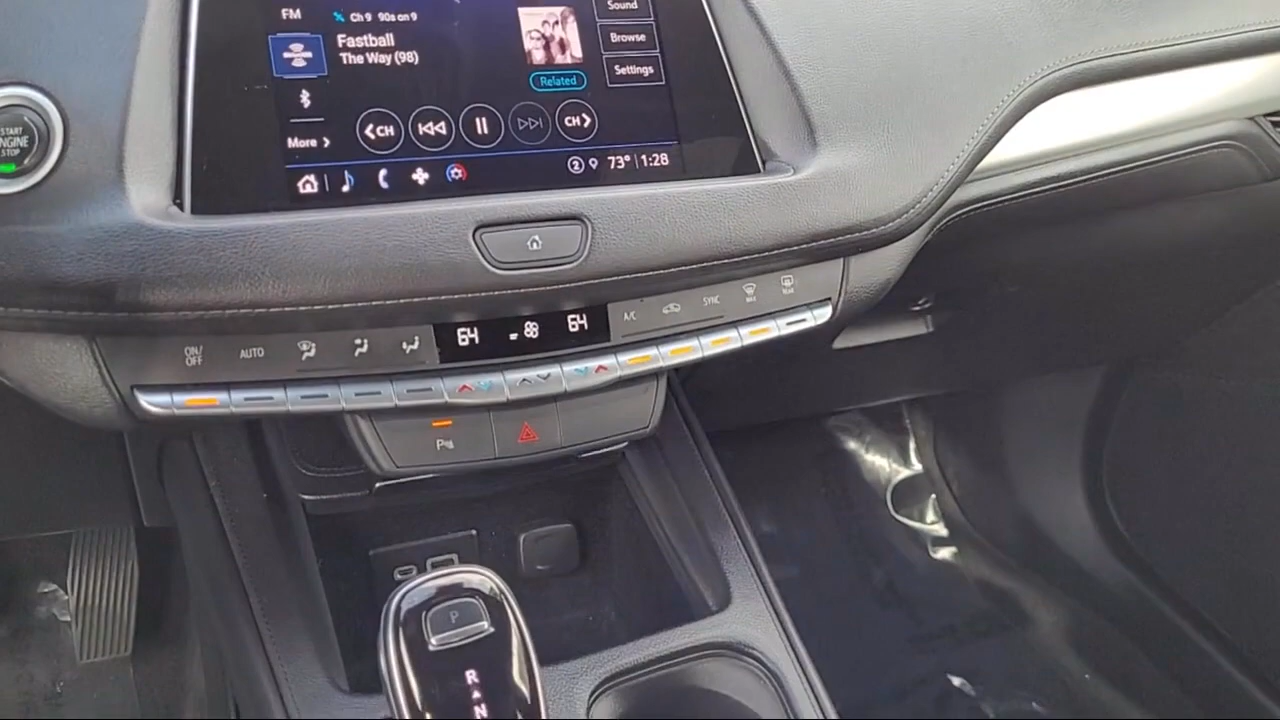 FM
Ch 9 90s on 9
Sound
Fastball
The Way (98)
Browse
Related
Settings
More >
<CH
CH>
2 73° 1:28
START
ENGINE
STOP
ON/
OFF
AUTO
64
64
A/C
SYNC
MAX
REAR
P
P
R
N